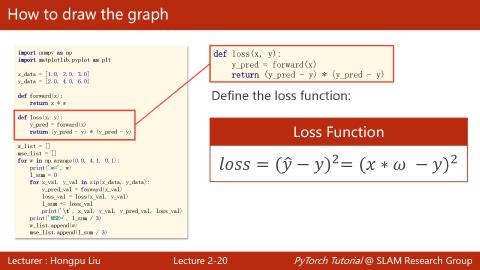 How to draw the graph
import numpy as np
import matplotlib.pyplot as plt
x_data = [1.0, 2.0, 3.0]
y_data = [2.0, 4.0, 6.0]
def forward(x):
return x * w
def loss(x, y):
y_pred = forward(x)
return (y_pred - y) * (y_pred - y)
w_list = []
mse_list = []
for w in np.arange(0.0, 4.1, 0.1):
print('w=', w)
l_sum = 0
for x_val, y_val in zip(x_data, y_data):
y_pred_val = forward(x_val)
loss_val = loss(x_val, y_val)
l_sum += loss_val
print('\t', x_val, y_val, y_pred_val, loss_val)
print('MSE=', l_sum / 3)
w_list.append(w)
mse_list.append(l_sum / 3)
def loss(x, y):
y_pred = forward(x)
return (y_pred - y) * (y_pred - y)
Define the loss function:
Loss Function
loss = (ŷ − y)²= (x ∗ ω − y)²
Lecturer : Hongpu Liu
Lecture 2-20
PyTorch Tutorial @ SLAM Research Group